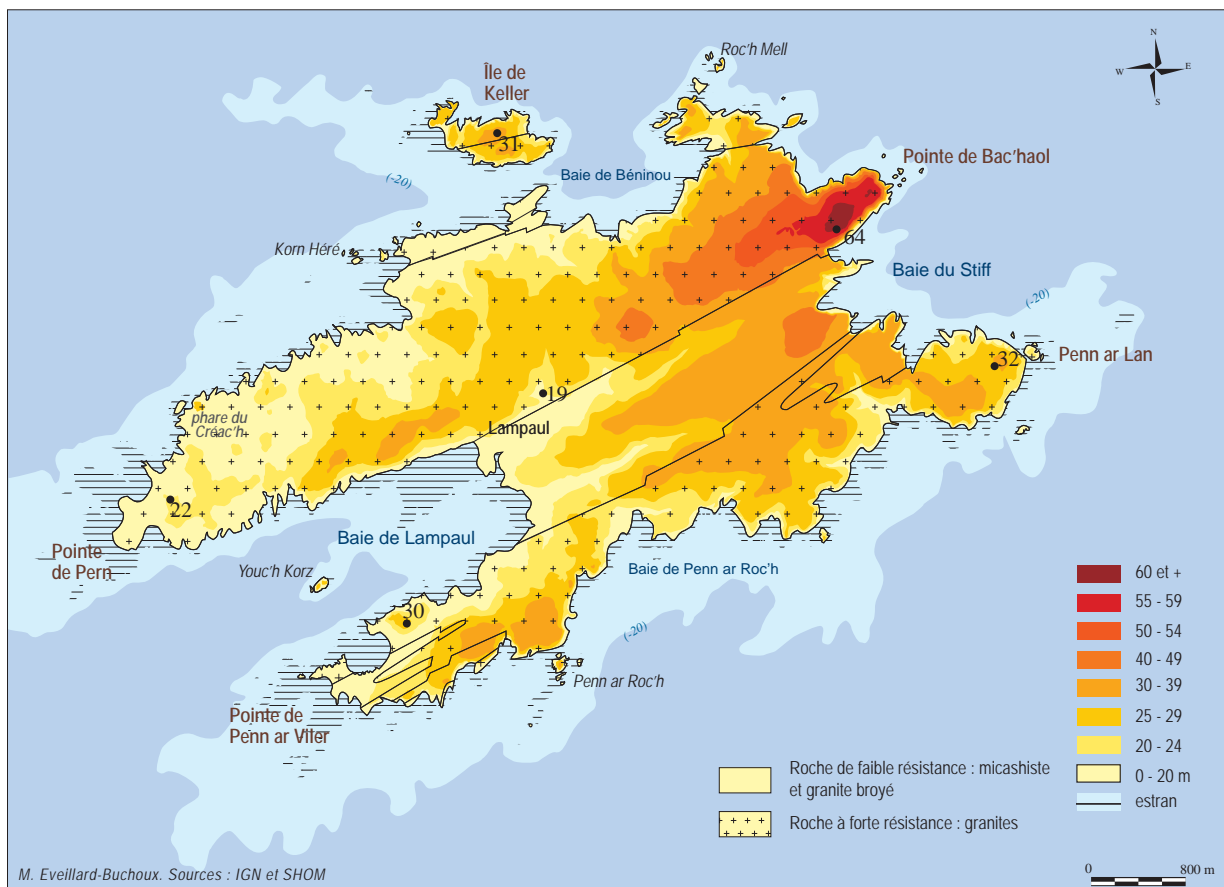 Roc'h Mell
N
W
E
S
Île de
Keller
31
Pointe de Bac'haol
Baie de Béninou
(-20)
Korn Héré
64
Baie du Stiff
(-20)
Penn ar Lan
32
19
phare du
Créac'h
Lampaul
22
Pointe
de Pern
Baie de Lampaul
Youc'h Korz
Baie de Penn ar Roc'h
30
(-20)
Penn ar Roc'h
Pointe de
Penn ar Viler
60 et +
55 - 59
50 - 54
40 - 49
30 - 39
25 - 29
20 - 24
0 - 20 m
estran
Roche de faible résistance : micashiste
et granite broyé
Roche à forte résistance : granites
M. Eveillard-Buchoux. Sources : IGN et SHOM
0 800 m